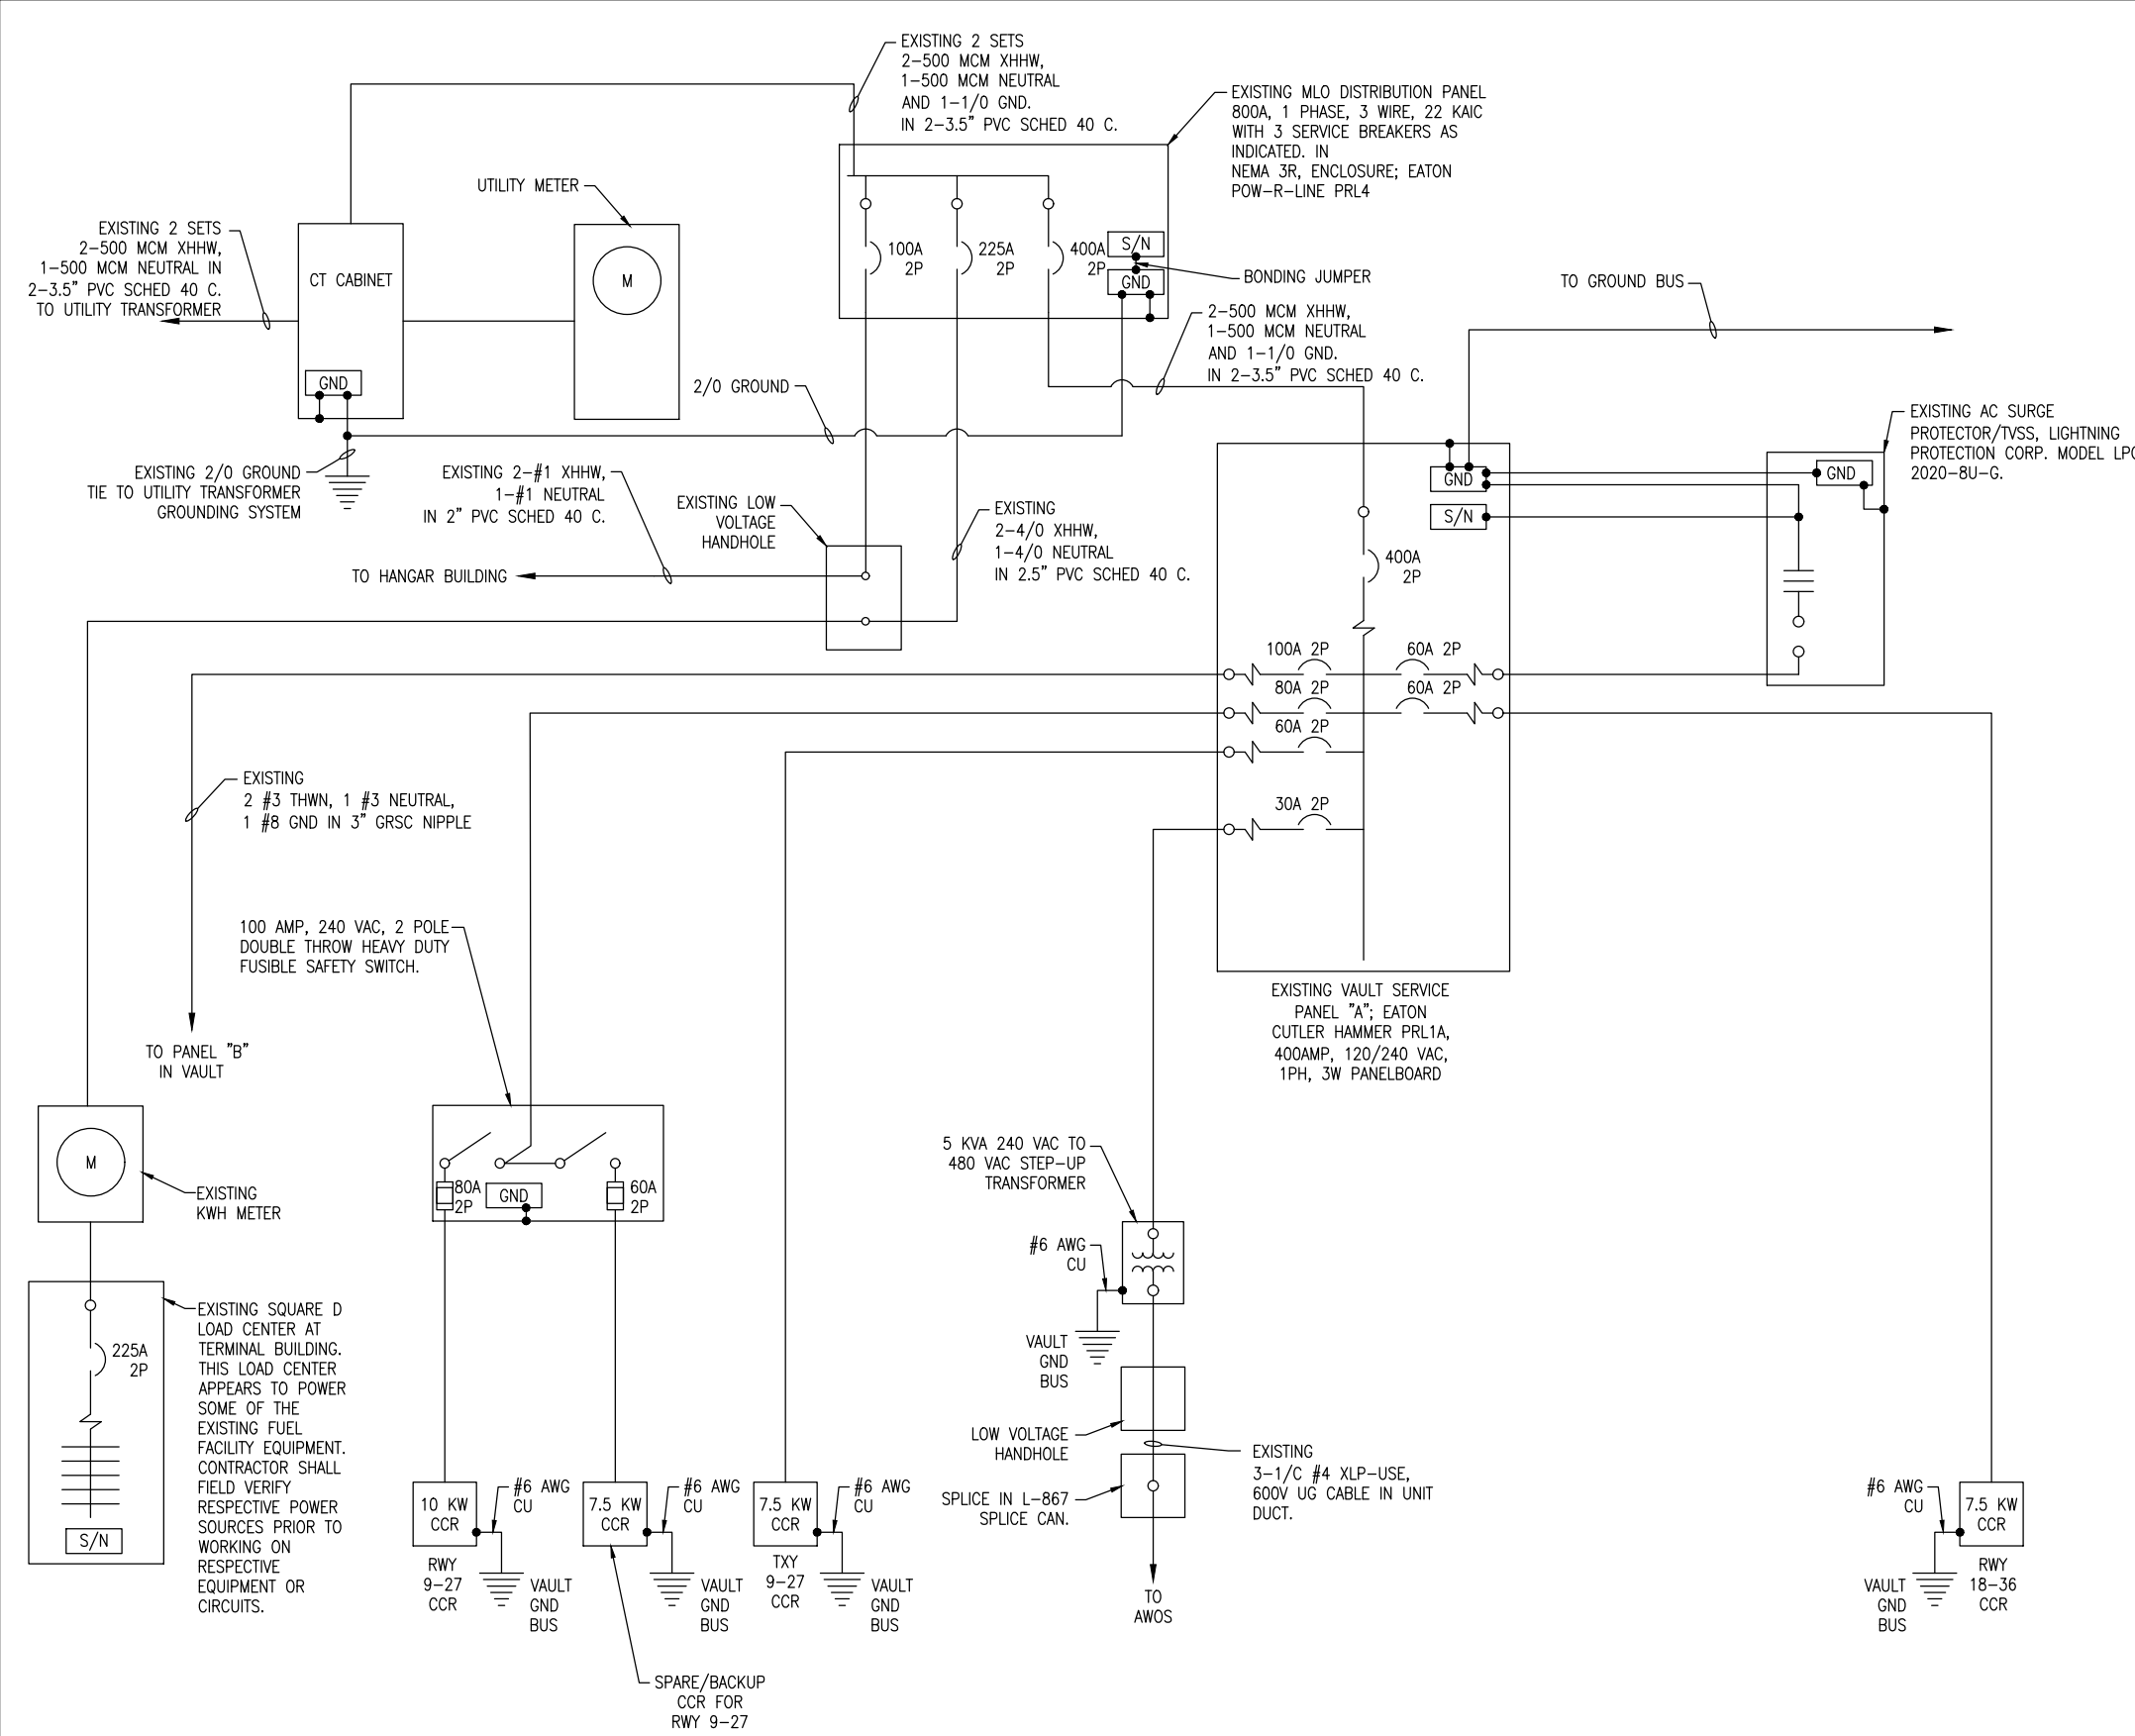 EXISTING 2 SETS
2-500 MCM XHHW,
1-500 MCM NEUTRAL
AND 1-1/0 GND.
IN 2-3.5" PVC SCHED 40 C.
EXISTING MLO DISTRIBUTION PANEL
800A, 1 PHASE, 3 WIRE, 22 KAIC
WITH 3 SERVICE BREAKERS AS
INDICATED. IN
NEMA 3R, ENCLOSURE; EATON
POW-R-LINE PRL4
UTILITY METER
EXISTING 2 SETS
2-500 MCM XHHW,
1-500 MCM NEUTRAL IN
2-3.5" PVC SCHED 40 C.
TO UTILITY TRANSFORMER
CT CABINET
M
100A
2P
225A
2P
400A
2P
S/N
GND
BONDING JUMPER
TO GROUND BUS
2-500 MCM XHHW,
1-500 MCM NEUTRAL
AND 1-1/0 GND.
IN 2-3.5" PVC SCHED 40 C.
GND
2/0 GROUND
EXISTING 2/0 GROUND
TIE TO UTILITY TRANSFORMER
GROUNDING SYSTEM
EXISTING 2-#1 XHHW,
1-#1 NEUTRAL
IN 2" PVC SCHED 40 C.
EXISTING LOW
VOLTAGE
HANDHOLE
EXISTING
2-4/0 XHHW,
1-4/0 NEUTRAL
IN 2.5" PVC SCHED 40 C.
TO HANGAR BUILDING
GND
S/N
GND
EXISTING AC SURGE
PROTECTOR/TVSS, LIGHTNING
PROTECTION CORP. MODEL LPC
2020-8U-G.
400A
2P
100A 2P
60A 2P
80A 2P
60A 2P
60A 2P
30A 2P
EXISTING
2 #3 THWN, 1 #3 NEUTRAL,
1 #8 GND IN 3" GRSC NIPPLE
100 AMP, 240 VAC, 2 POLE
DOUBLE THROW HEAVY DUTY
FUSIBLE SAFETY SWITCH.
EXISTING VAULT SERVICE
PANEL "A"; EATON
CUTLER HAMMER PRL1A,
400AMP, 120/240 VAC,
1PH, 3W PANELBOARD
TO PANEL "B"
IN VAULT
M
EXISTING
KWH METER
80A
2P
GND
60A
2P
5 KVA 240 VAC TO
480 VAC STEP-UP
TRANSFORMER
#6 AWG
CU
VAULT
GND
BUS
225A
2P
S/N
EXISTING SQUARE D
LOAD CENTER AT
TERMINAL BUILDING.
THIS LOAD CENTER
APPEARS TO POWER
SOME OF THE
EXISTING FUEL
FACILITY EQUIPMENT.
CONTRACTOR SHALL
FIELD VERIFY
RESPECTIVE POWER
SOURCES PRIOR TO
WORKING ON
RESPECTIVE
EQUIPMENT OR
CIRCUITS.
LOW VOLTAGE
HANDHOLE
EXISTING
3-1/C #4 XLP-USE,
600V UG CABLE IN UNIT
DUCT.
SPLICE IN L-867
SPLICE CAN.
TO
AWOS
10 KW
CCR
#6 AWG
CU
RWY
9-27
CCR
VAULT
GND
BUS
7.5 KW
CCR
#6 AWG
CU
VAULT
GND
BUS
SPARE/BACKUP
CCR FOR
RWY 9-27
7.5 KW
CCR
#6 AWG
CU
TXY
9-27
CCR
VAULT
GND
BUS
#6 AWG
CU
7.5 KW
CCR
VAULT
GND
BUS
RWY
18-36
CCR